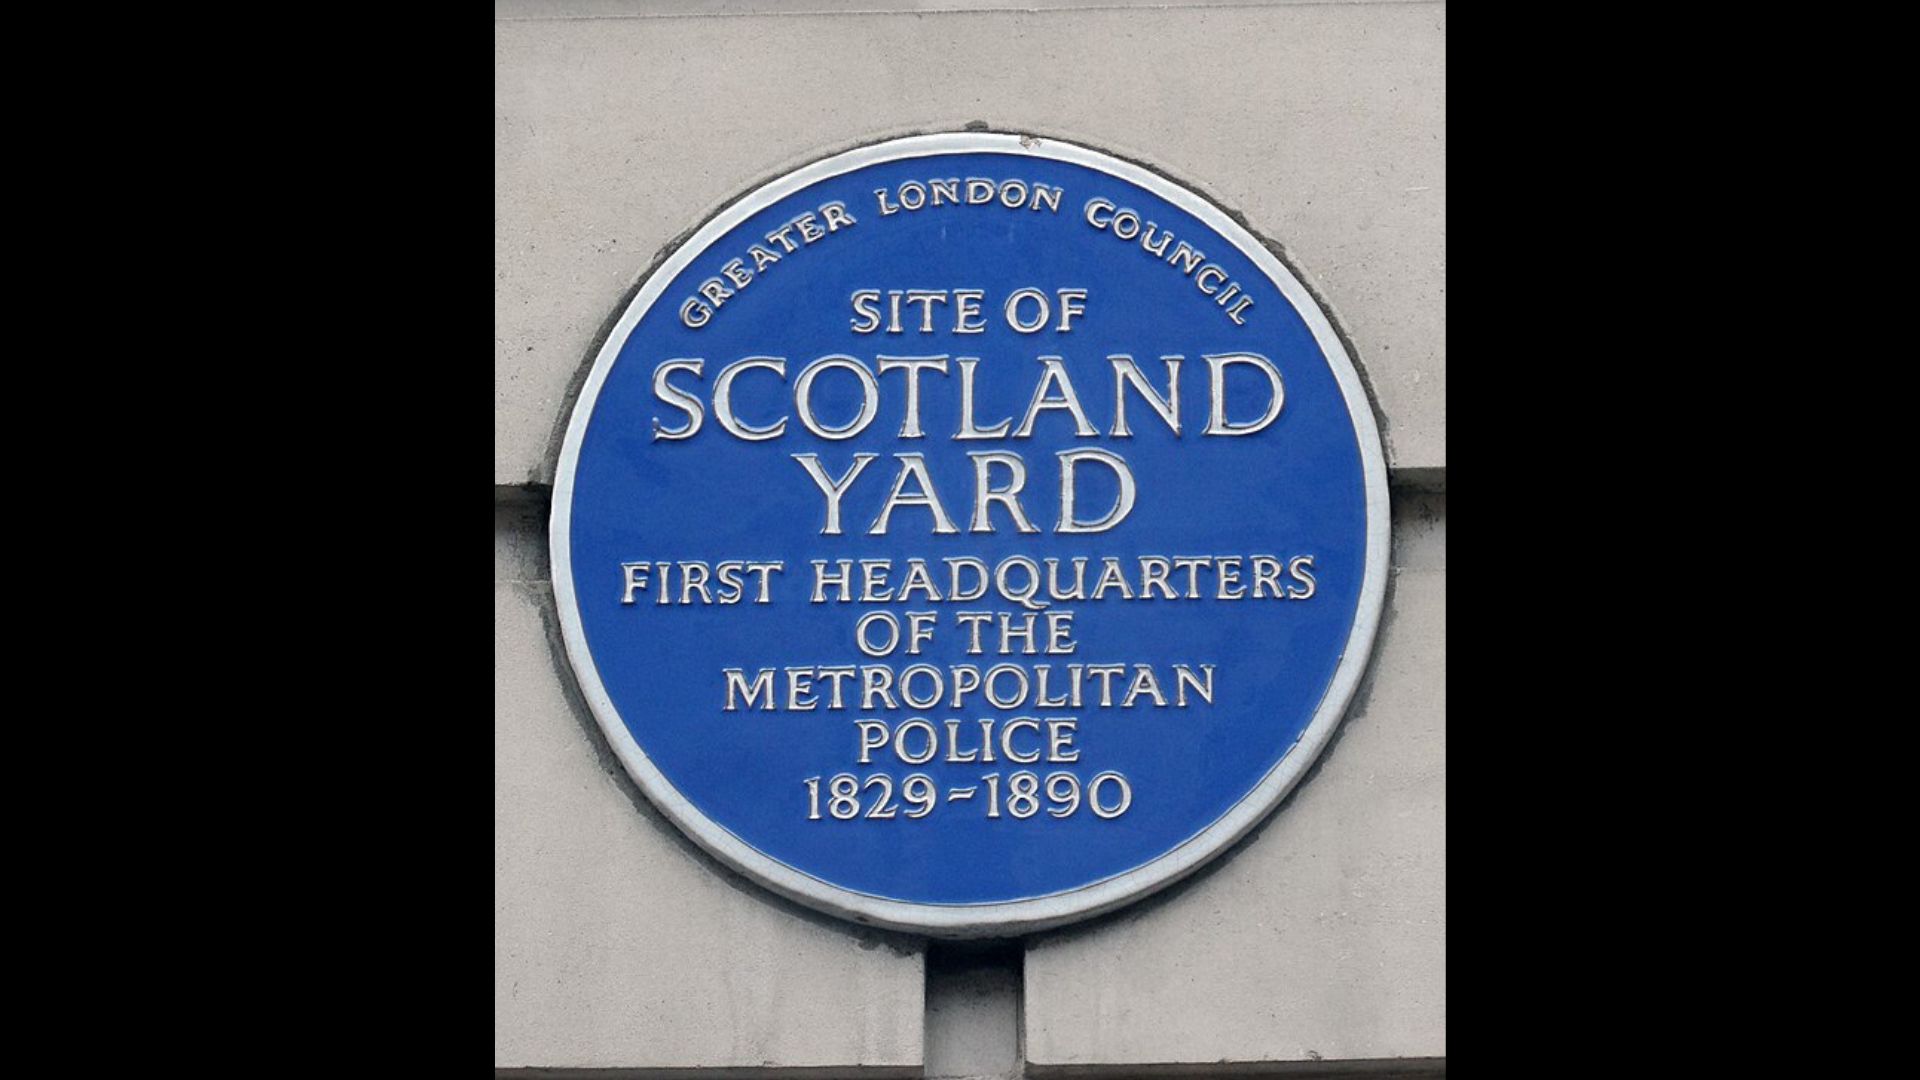 GREATER LONDON COUNCIL
SITE OF
SCOTLAND
YARD
FIRST HEADQUARTERS
OF THE
METROPOLITAN
POLICE
1829-1890